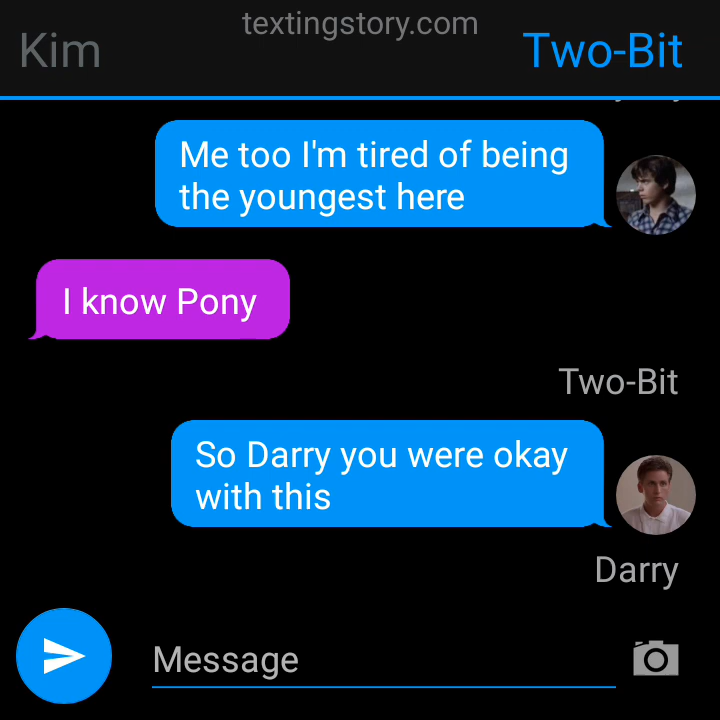 textingstory.com
Kim
Two-Bit
Me too I'm tired of being
the youngest here
I know Pony
Two-Bit
So Darry you were okay
with this
Darry
Message